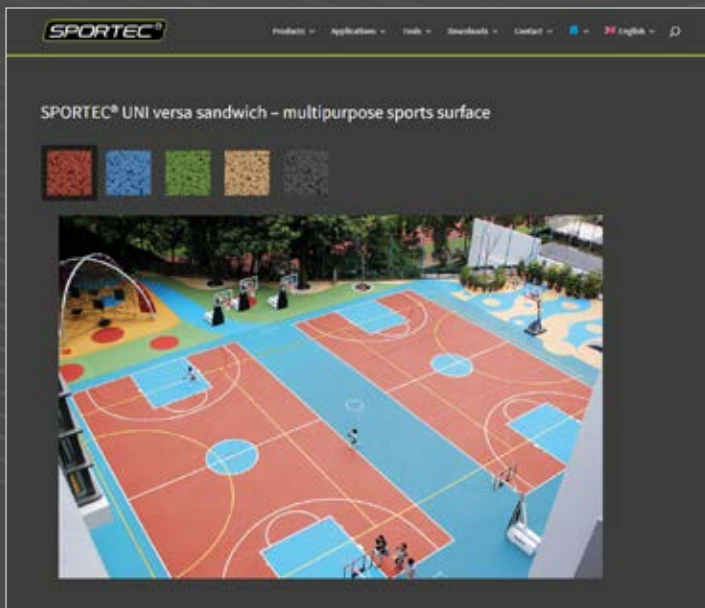 SPORTEC®
Products Applications Tools Downloads Contact English
SPORTEC® UNI versa sandwich – multipurpose sports surface